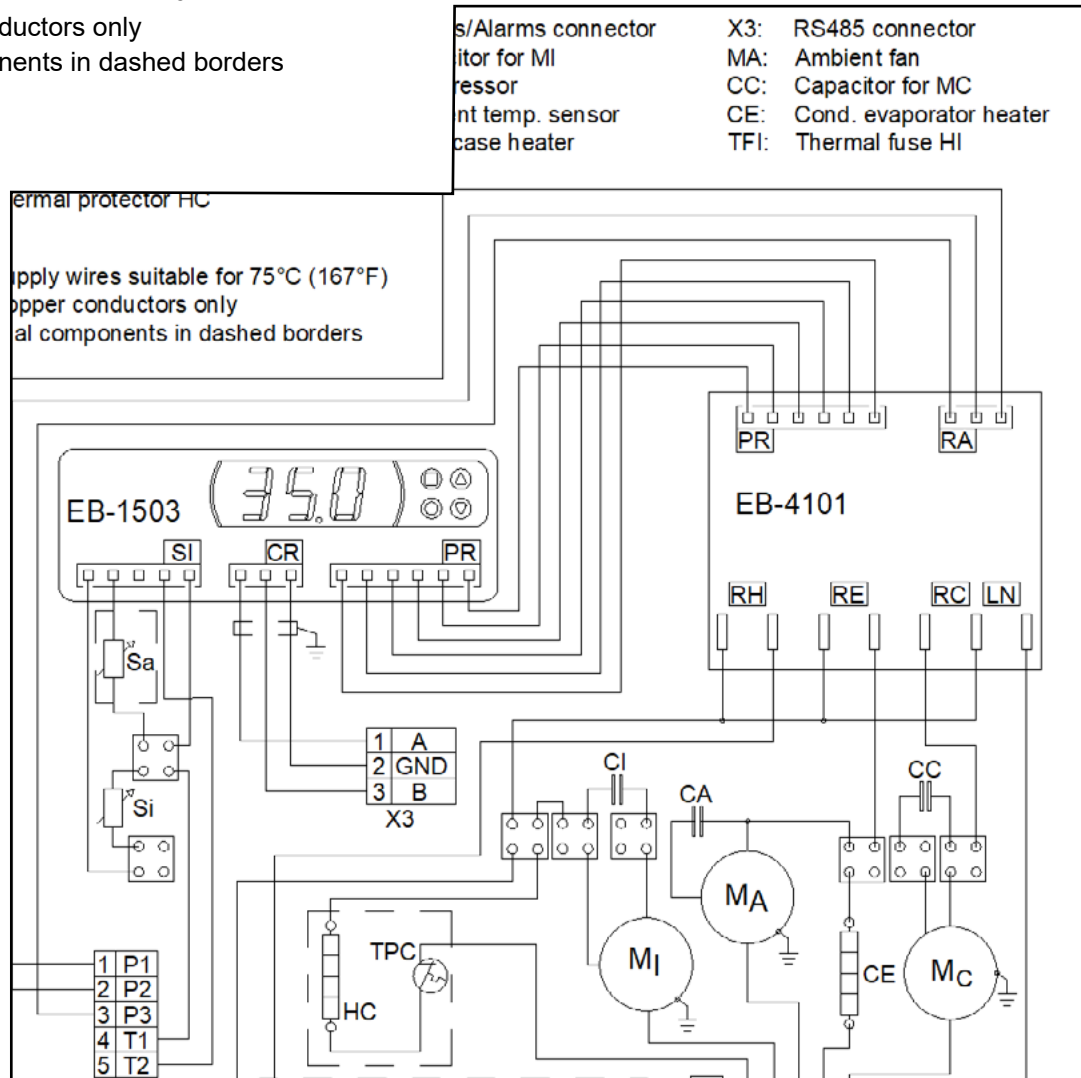 ductors only
nents in dashed borders
s/Alarms connector X3: RS485 connector
itor for MI MA: Ambient fan
ressor CC: Capacitor for MC
nt temp. sensor CE: Cond. evaporator heater
case heater TFI: Thermal fuse HI
ermal protector HC
upply wires suitable for 75°C (167°F)
opper conductors only
al components in dashed borders
PR RA
EB-4101
35.0
EB-1503
SI CR PR
RH RE RC LN
Sa
1 A
2 GND
3 B
X3
Si
CI CA CC
MA
MI
TPC
HC
CE
MC
1 P1
2 P2
3 P3
4 T1
5 T2